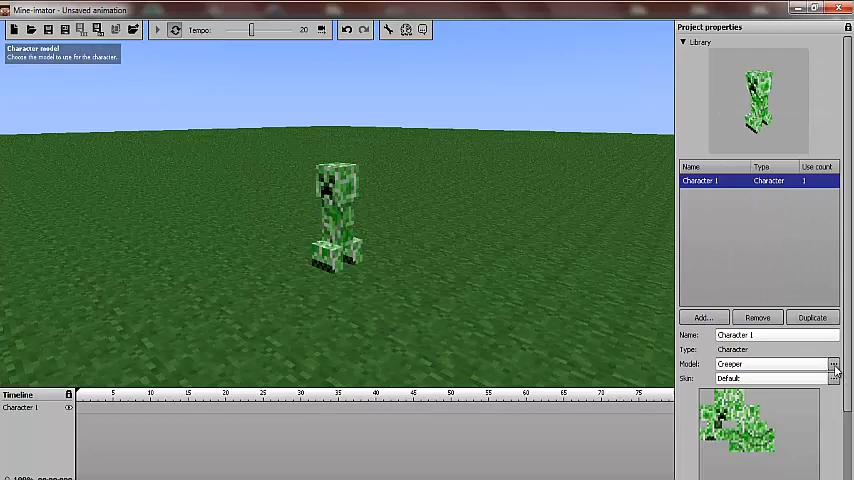 Mine-imator - Unsaved animation
Tempo: 20
Character model
Choose the model to use for the character.
Project properties
Library
Name Type Use count
Character 1 Character 1
Add... Remove Duplicate
Name: Character 1
Type: Character
Model: Creeper ...
Skin: Default
Timeline
5 10 15 20 25 30 35 40 45 50 55 60 65 70 75
Character 1